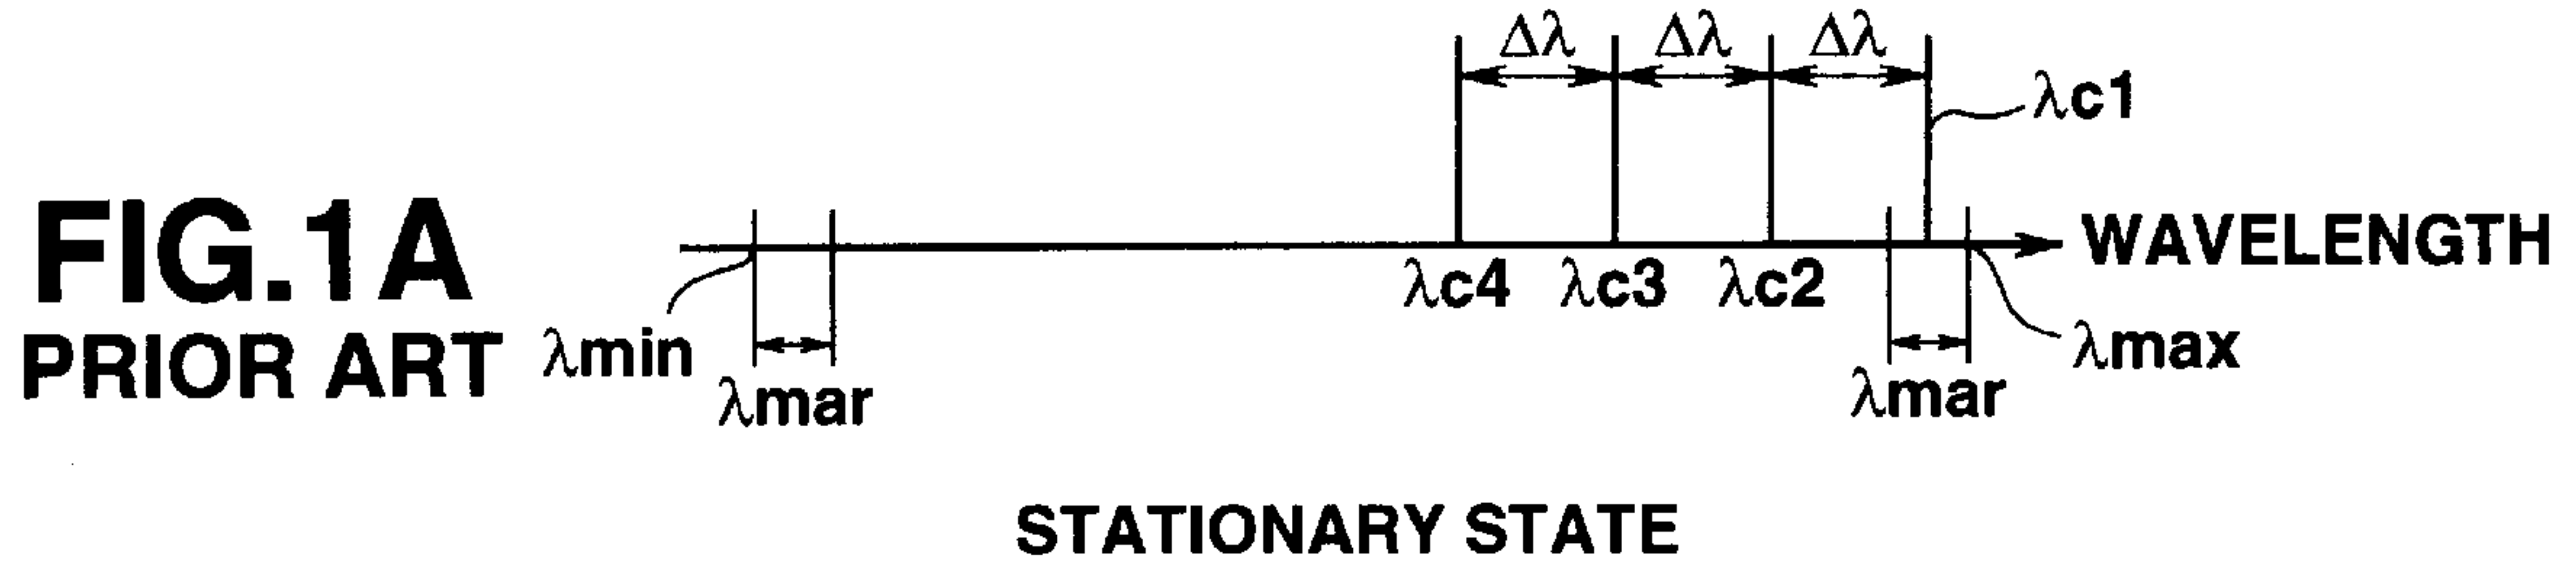 Δλ Δλ Δλ
λc1
FIG.1A
PRIOR ART
WAVELENGTH
λc4 λc3 λc2
λmin
λmax
λmar
λmar
STATIONARY STATE